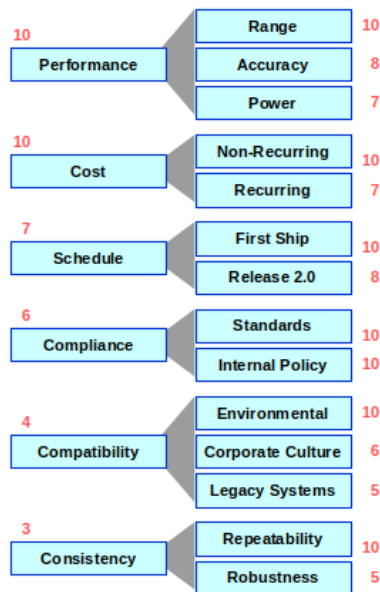 10
Performance
Range 10
Accuracy 8
Power 7
10
Cost
Non-Recurring 10
Recurring 7
7
Schedule
First Ship 10
Release 2.0 8
6
Compliance
Standards 10
Internal Policy 10
4
Compatibility
Environmental 10
Corporate Culture 6
Legacy Systems 5
3
Consistency
Repeatability 10
Robustness 5